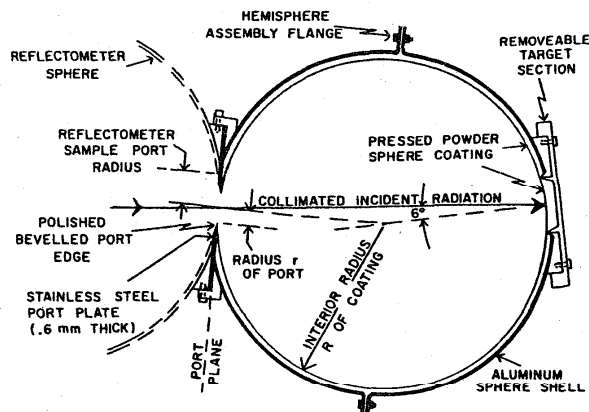 HEMISPHERE
ASSEMBLY FLANGE
REMOVEABLE
TARGET
SECTION
REFLECTOMETER
SPHERE
REFLECTOMETER
SAMPLE PORT
RADIUS
PRESSED POWDER
SPHERE COATING
COLLIMATED INCIDENT RADIATION
6°
POLISHED
BEVELLED PORT
EDGE
RADIUS r
OF PORT
STAINLESS STEEL
PORT PLATE
(.6 mm THICK)
INTERIOR RADIUS
R OF COATING
PORT
PLANE
ALUMINUM
SPHERE SHELL